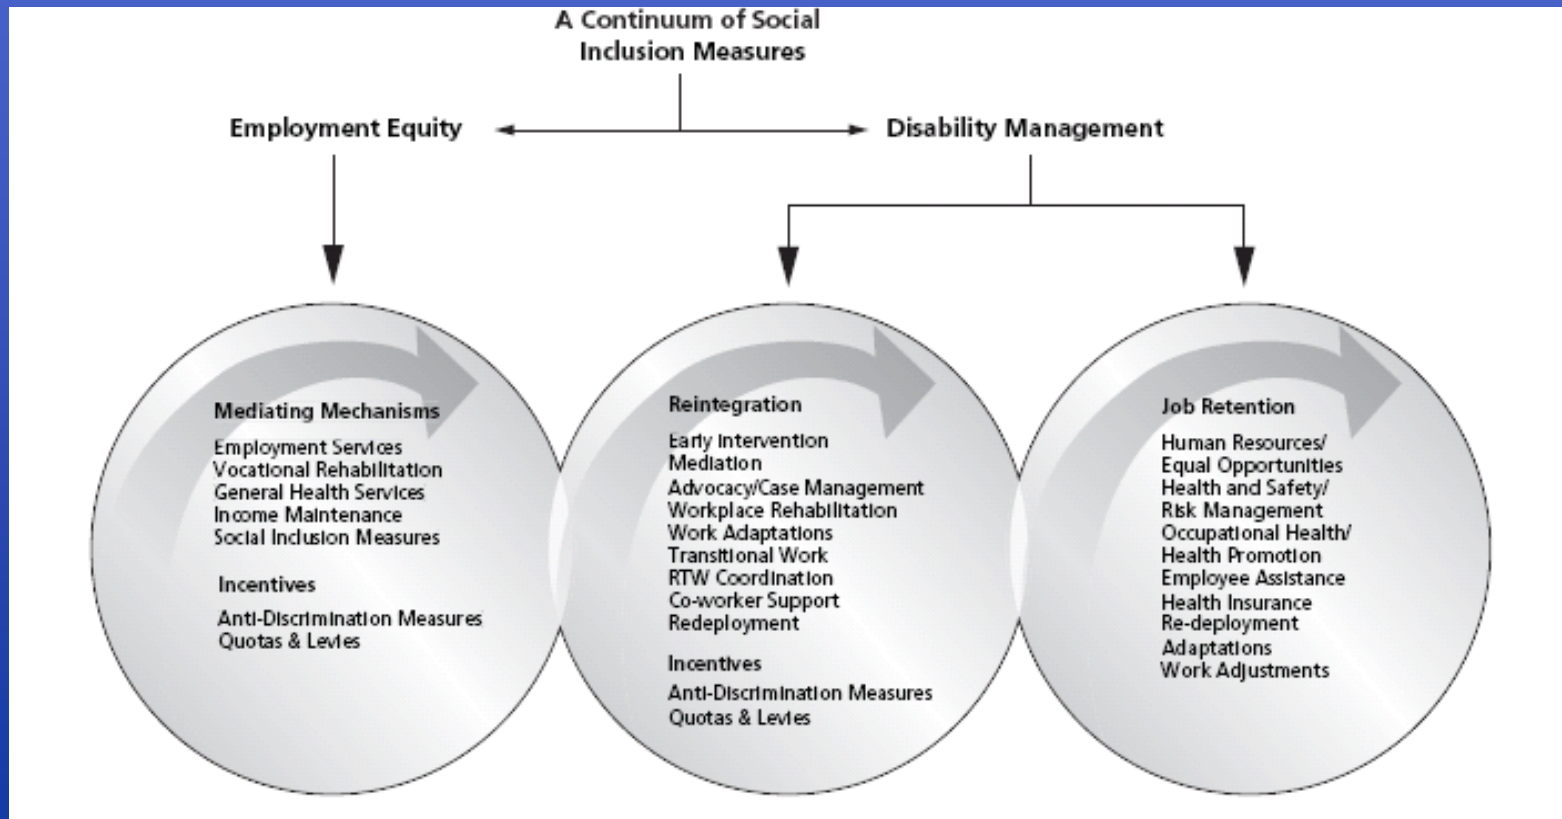 A Continuum of Social
Inclusion Measures
Employment Equity
Disability Management
Mediating Mechanisms
Employment Services
Vocational Rehabilitation
General Health Services
Income Maintenance
Social Inclusion Measures
Incentives
Anti-Discrimination Measures
Quotas & Levies
Reintegration
Early Intervention
Mediation
Advocacy/Case Management
Workplace Rehabilitation
Work Adaptations
Transitional Work
RTW Coordination
Co-worker Support
Redeployment
Incentives
Anti-Discrimination Measures
Quotas & Levies
Job Retention
Human Resources/
Equal Opportunities
Health and Safety/
Risk Management
Occupational Health/
Health Promotion
Employee Assistance
Health Insurance
Re-deployment
Adaptations
Work Adjustments